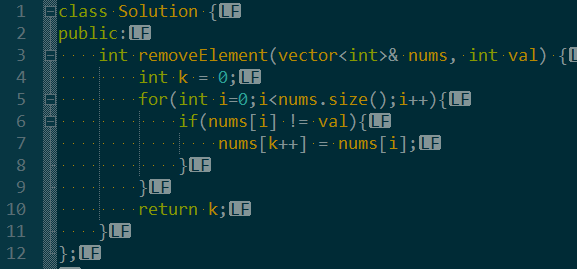 1 class Solution {LF
2 public:LF
3 int removeElement(vector<int>& nums, int val) {LF
4 int k = 0;LF
5 for(int i=0;i<nums.size();i++){LF
6 if(nums[i] != val){LF
7 nums[k++] = nums[i];LF
8 }LF
9 }LF
10 return k;LF
11 }LF
12 };LF